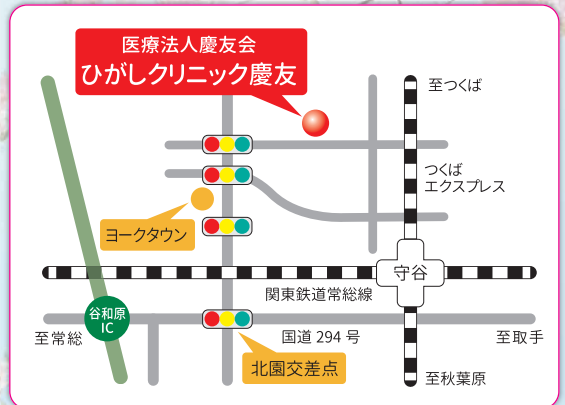 医療法人慶友会
ひがしクリニック慶友
至つくば
つくば
エクスプレス
ヨークタウン
守谷
関東鉄道常総線
谷和原
IC
至常総
国道 294 号
至取手
北園交差点
至秋葉原